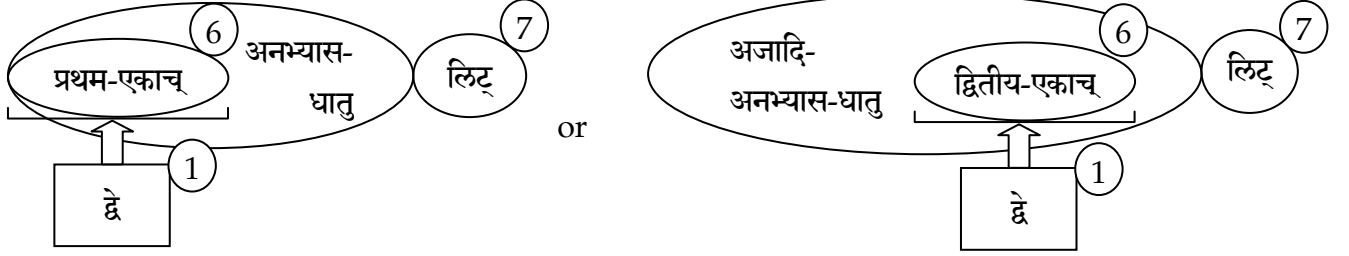 6
7
अनभ्यास-
प्रथम-एकाच्
लिट्
धातु
1
द्वे
or
6
7
अजादि-
द्वितीय-एकाच्
लिट्
अनभ्यास-धातु
1
द्वे